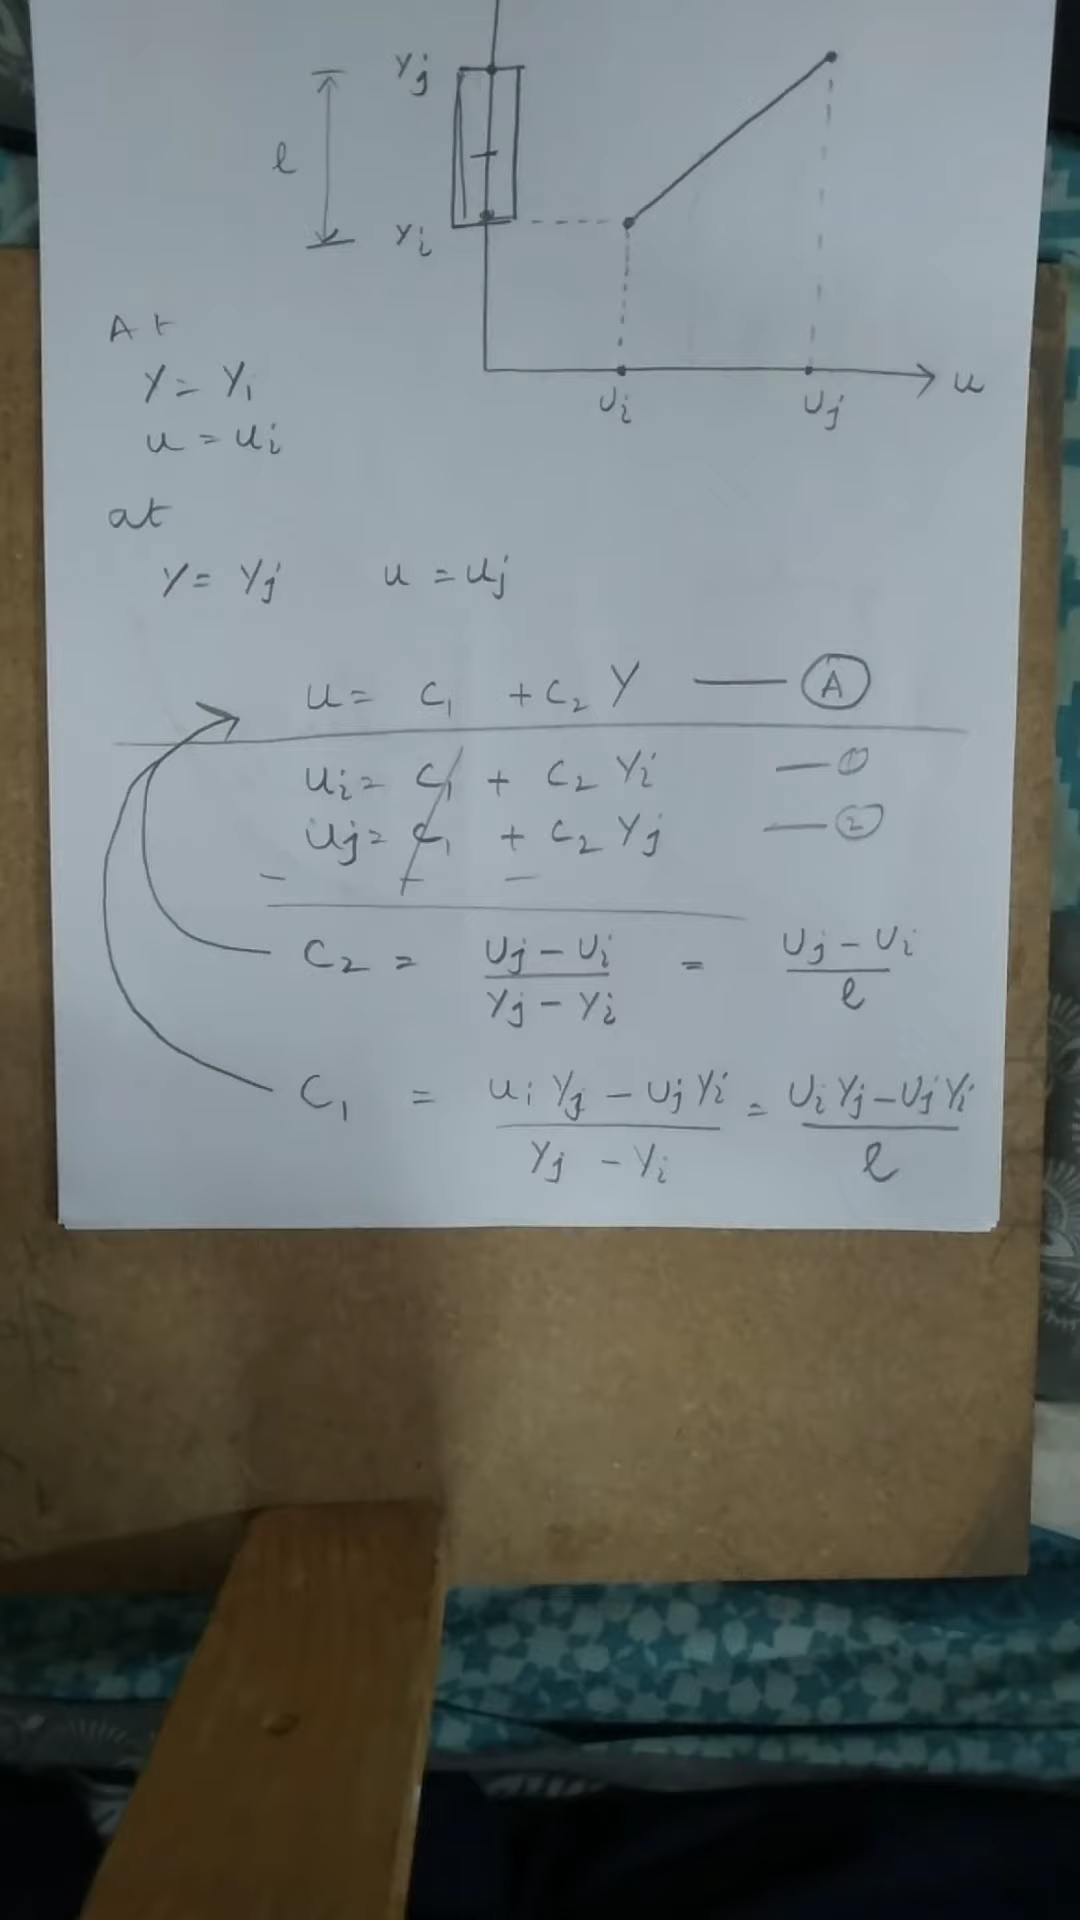 Yj
l
Yi
u
Ui Uj
At
Y = Yi
u = ui
at
Y = Yj u = uj
u = C1 + C2 Y — A
ui = C1 + C2 Yi — 1
uj = C1 + C2 Yj — 2
− − −
C2 = Uj − Ui / Yj − Yi = Uj − Ui / l
C1 = ui Yj − Uj Yi / Yj − Yi = Ui Yj − Uj Yi / l